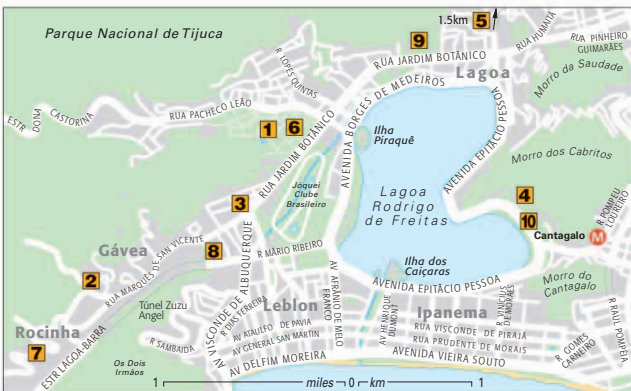 1.5km 5
Parque Nacional de Tijuca
9
RUA HUMAITÁ
RUA PINHEIRO
GUIMARÃES
R LOPES QUINTAS
RUA JARDIM BOTÂNICO
Lagoa
Morro da Saudade
ESTR
DONA
CASTORINA
RUA PACHECO LEÃO
AVENIDA BORGES DE MEDEIROS
1 6
Ilha
Piraquê
AVENIDA EPITÁCIO PESSOA
Morro dos Cabritos
RUA JARDIM BOTÂNICO
Jóquei
Clube
Brasileiro
Lagoa
Rodrigo
de Freitas
AVENIDA EPITÁCIO PESSOA
3
4
10
R POMPEU
LOUREIRO
Cantagalo M
Gávea
8
R MÁRIO RIBEIRO
Ilha dos
Caiçaras
2
RUA MARQUÊS DE SAN VICENTE
AV VISCONDE DE ALBUQUERQUE
AVENIDA EPITÁCIO PESSOA
Morro do
Cantagalo
Túnel Zuzu
Angel
Leblon
R DIAS FERREIRA
AV AFRÂNIO DE MELO
FRANCO
AV HENRIQUE
DUMONT
Ipanema
R VINÍCIUS
DE MORAES
Rocinha
7
ESTR LAGOA-BARRA
AV ATAULFO DE PAIVA
AV GENERAL SAN MARTIN
RUA VISCONDE DE PIRAJÁ
RUA PRUDENTE DE MORAIS
R GOMES
CARNEIRO
R RAUL POMPÉIA
R SAMBAIDA
Os Dois
Irmãos
AV DELFIM MOREIRA
AVENIDA VIEIRA SOUTO
1 miles 0 km 1